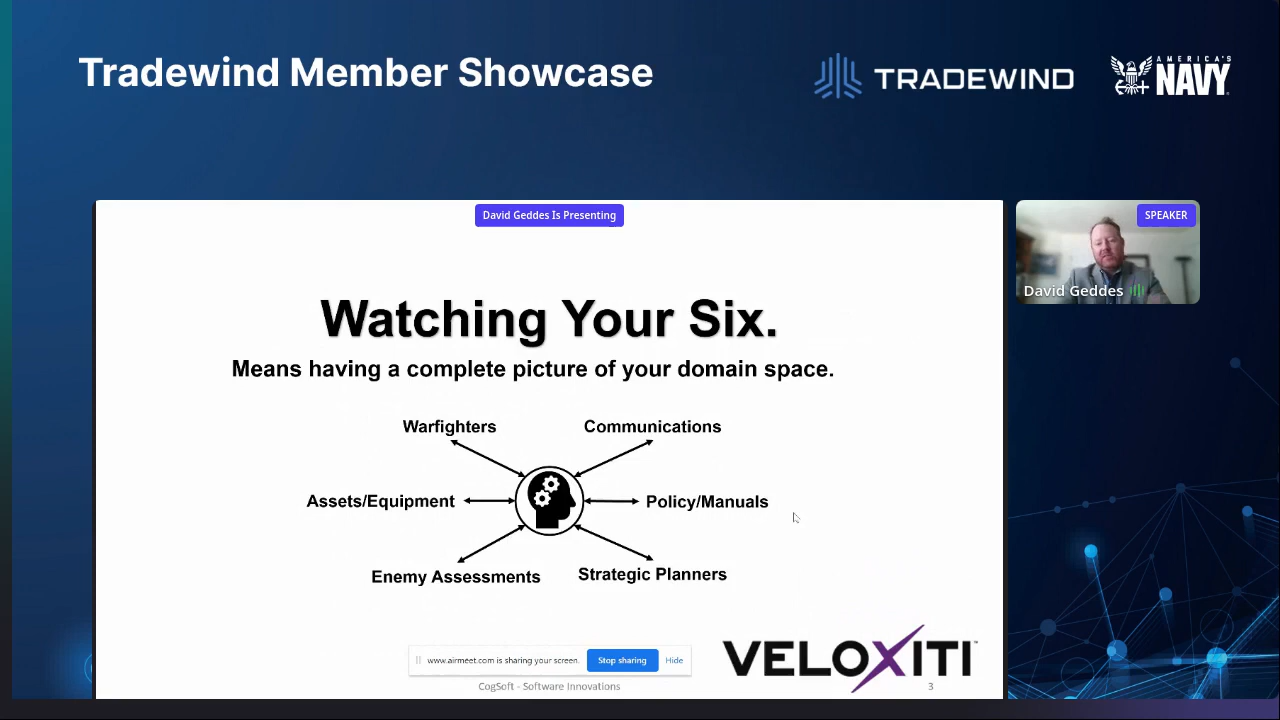 Tradewind Member Showcase
TRADEWIND
AMERICA'S
NAVY
David Geddes Is Presenting
SPEAKER
David Geddes
Watching Your Six.
Means having a complete picture of your domain space.
Warfighters
Communications
Assets/Equipment
Policy/Manuals
Enemy Assessments
Strategic Planners
www.airmeet.com is sharing your screen.
Stop sharing
Hide
VELOXITI™
CogSoft - Software Innovations
3